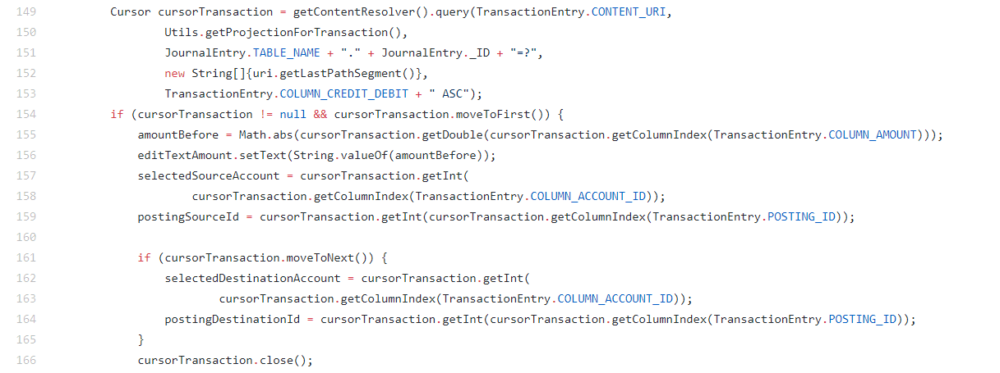 149 Cursor cursorTransaction = getContentResolver().query(TransactionEntry.CONTENT_URI,
150 Utils.getProjectionForTransaction(),
151 JournalEntry.TABLE_NAME + "." + JournalEntry._ID + "=?",
152 new String[]{uri.getLastPathSegment()},
153 TransactionEntry.COLUMN_CREDIT_DEBIT + " ASC");
154 if (cursorTransaction != null && cursorTransaction.moveToFirst()) {
155 amountBefore = Math.abs(cursorTransaction.getDouble(cursorTransaction.getColumnIndex(TransactionEntry.COLUMN_AMOUNT)));
156 editTextAmount.setText(String.valueOf(amountBefore));
157 selectedSourceAccount = cursorTransaction.getInt(
158 cursorTransaction.getColumnIndex(TransactionEntry.COLUMN_ACCOUNT_ID));
159 postingSourceId = cursorTransaction.getInt(cursorTransaction.getColumnIndex(TransactionEntry.POSTING_ID));
160
161 if (cursorTransaction.moveToNext()) {
162 selectedDestinationAccount = cursorTransaction.getInt(
163 cursorTransaction.getColumnIndex(TransactionEntry.COLUMN_ACCOUNT_ID));
164 postingDestinationId = cursorTransaction.getInt(cursorTransaction.getColumnIndex(TransactionEntry.POSTING_ID));
165 }
166 cursorTransaction.close();